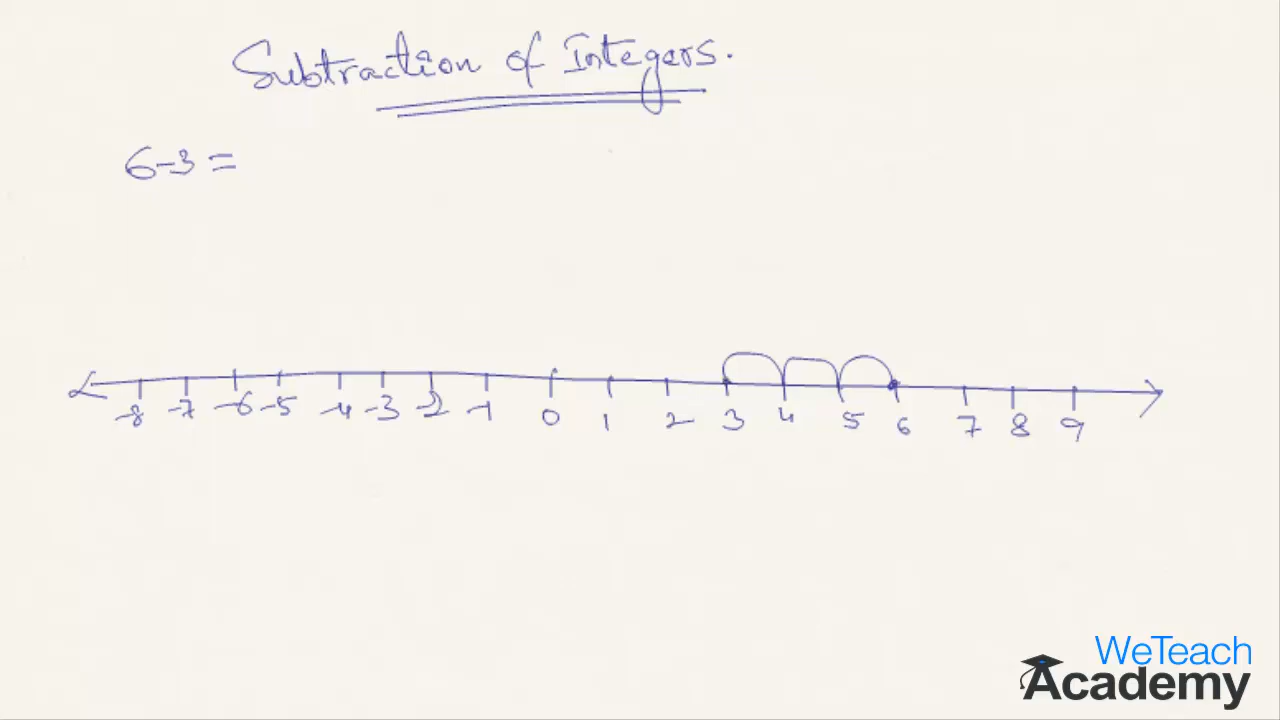 Subtraction of Integers.
6-3=
-8 -7 -6 -5 -4 -3 -2 -1 0 1 2 3 4 5 6 7 8 9
WeTeach
Academy